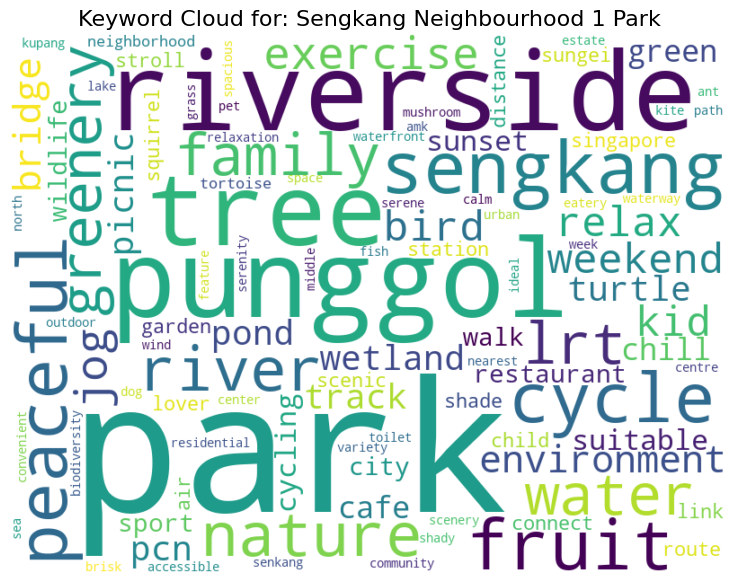 Keyword Cloud for: Sengkang Neighbourhood 1 Park
kupang
neighborhood
stroll
exercise
distance
estate
sungei
green
lake
riverside
grass
pet
spacious
mushroom
amk
kite
ant
path
bridge
greenery
wildlife
picnic
squirrel
family
relaxation
waterfront
sunset
singapore
sengkang
tortoise
space
tree
serene
calm
urban
eatery
waterway
bird
relax
north
peaceful
punggol
feature
serenity
middle
fish
station
ideal
week
weekend
turtle
outdoor
jog
garden
wind
pond
river
wetland
walk
lrt
kid
chill
nearest
restaurant
centre
scenic
track
shade
cycle
dog
lover
center
convenient
biodiversity
park
cycling
residential
variety
toilet
city
child
suitable
environment
air
cafe
water
link
sea
sport
pcn
nature
shady
scenery
connect
fruit
route
brisk
accessible
senkang
community